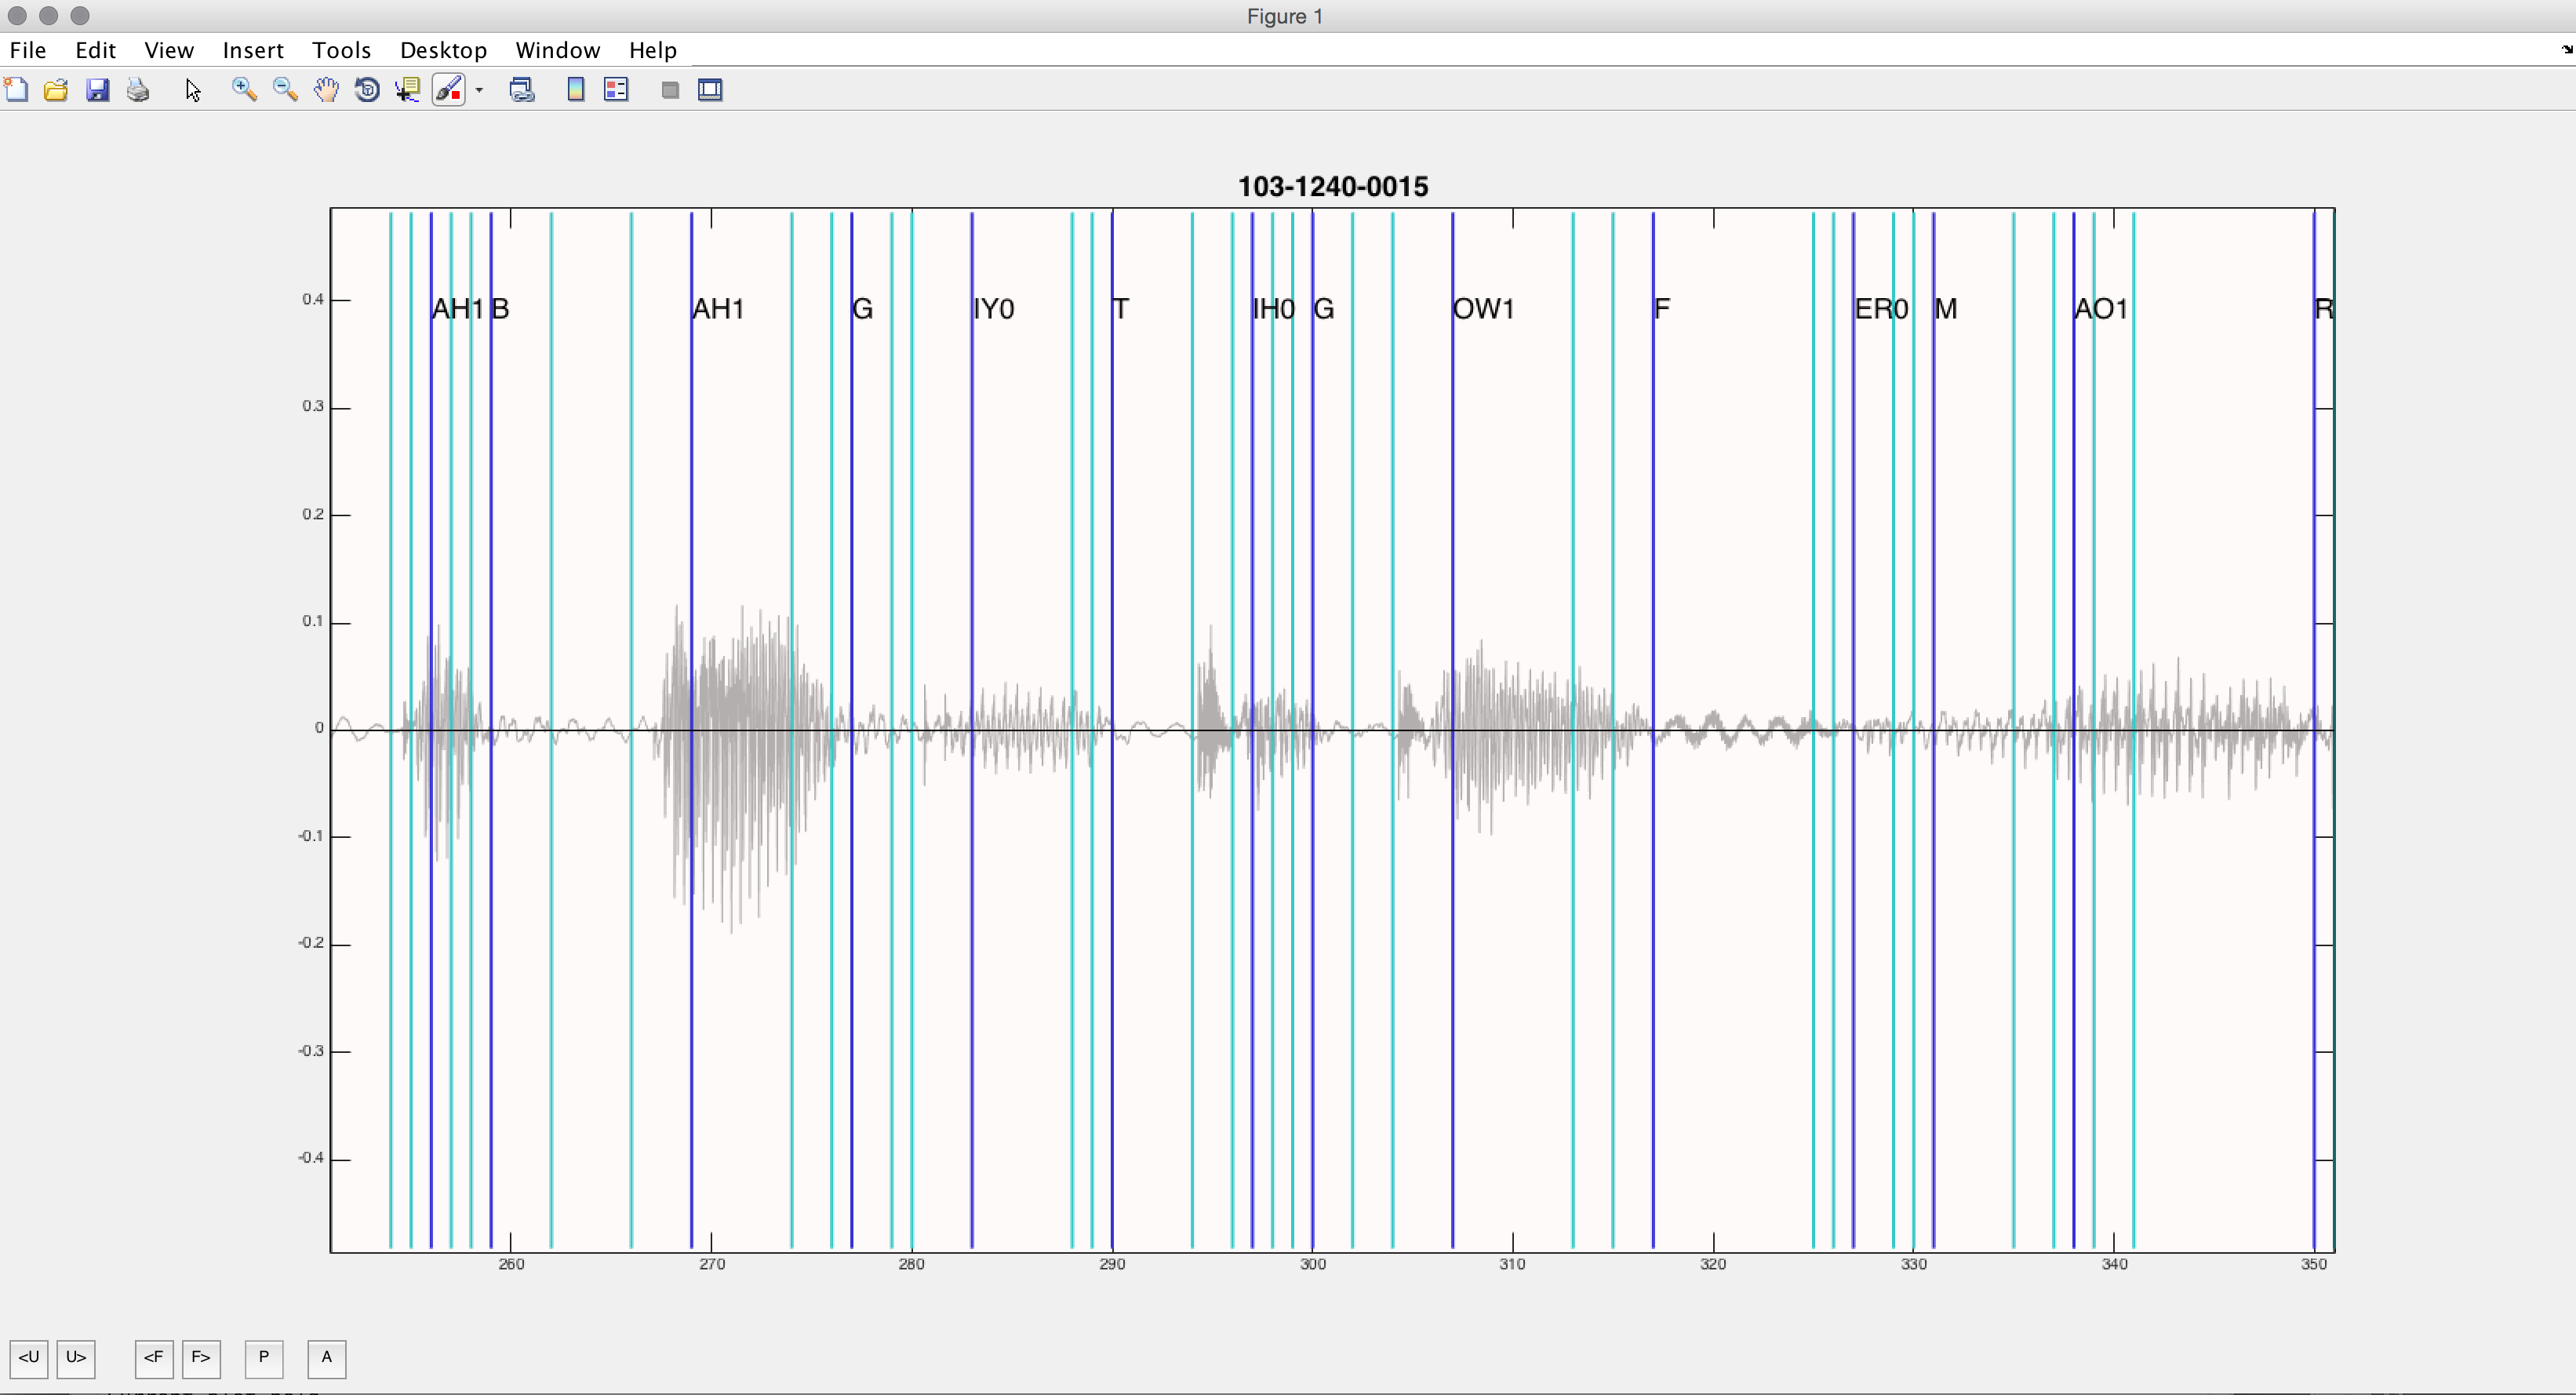 Figure 1
File Edit View Insert Tools Desktop Window Help
103-1240-0015
AH1 B AH1 G IY0 T IH0 G OW1 F ER0 M AO1 R
0.4
0.3
0.2
0.1
0
-0.1
-0.2
-0.3
-0.4
260 270 280 290 300 310 320 330 340 350
<U U> <F F> P A